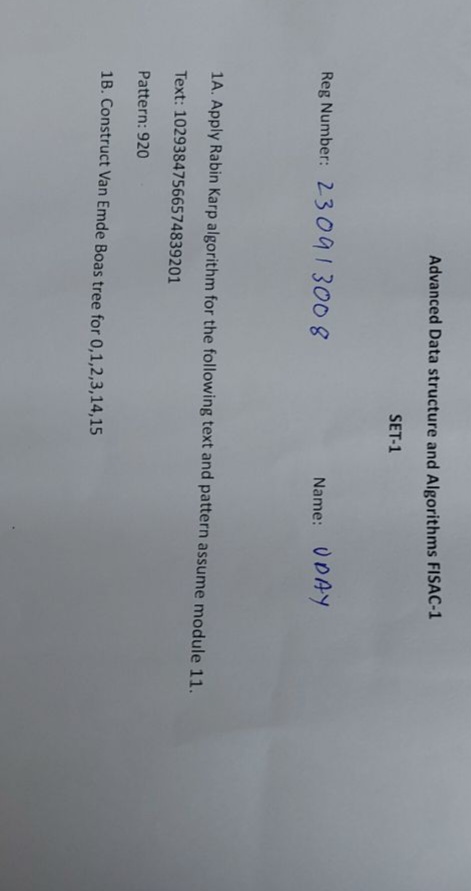 Advanced Data structure and Algorithms FISAC-1
SET-1
Reg Number: 230913008 Name: UDAY
1A. Apply Rabin Karp algorithm for the following text and pattern assume module 11.
Text: 10293847566574839201
Pattern: 920
1B. Construct Van Emde Boas tree for 0,1,2,3,14,15